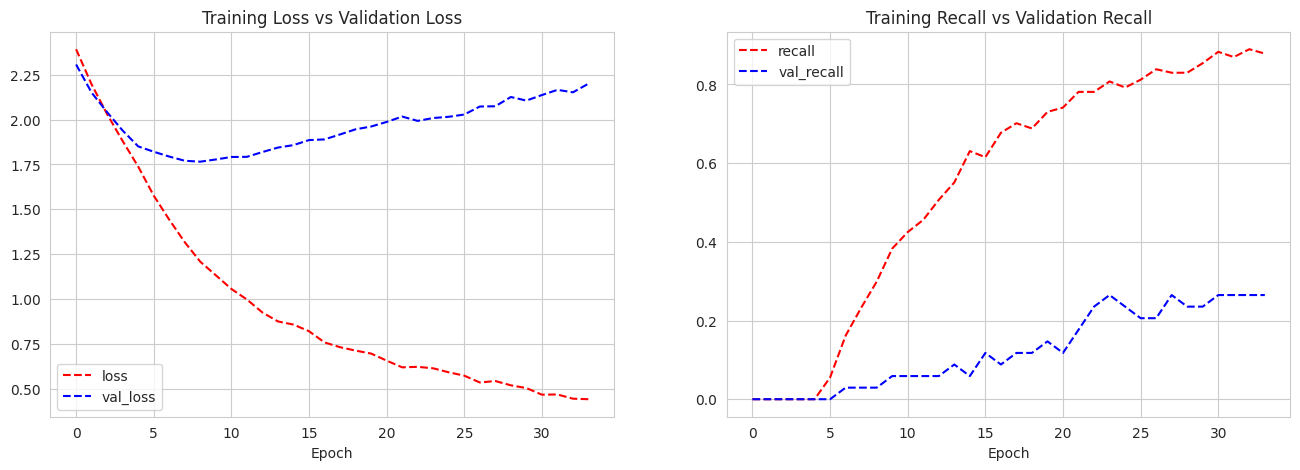 Training Loss vs Validation Loss
2.25
2.00
1.75
1.50
1.25
1.00
0.75
0.50
loss
val_loss
0 5 10 15 20 25 30
Epoch
Training Recall vs Validation Recall
recall
val_recall
0.8
0.6
0.4
0.2
0.0
0 5 10 15 20 25 30
Epoch